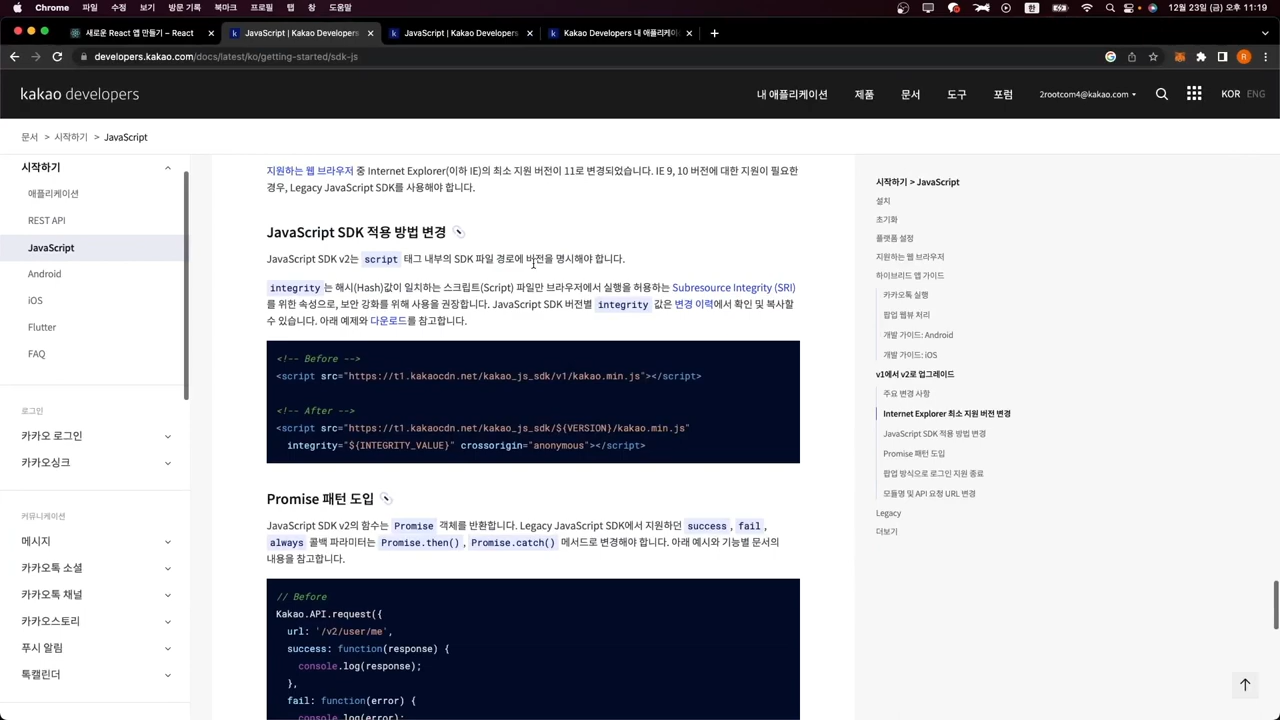 Chrome 파일 수정 보기 방문 기록 북마크 프로필 탭 창 도움말
12월 23일 금 오전 11:19
새로운 React 앱 만들기 – React
JavaScript | Kakao Developers
JavaScript | Kakao Developers
Kakao Developers 내 애플리케이
developers.kakao.com/docs/latest/ko/getting-started/sdk-js
kakao developers
내 애플리케이션 제품 문서 도구 포럼 2rootcom4@kakao.com KOR ENG
문서 > 시작하기 > JavaScript
시작하기
애플리케이션
REST API
JavaScript
Android
iOS
Flutter
FAQ
로그인
카카오 로그인
카카오싱크
커뮤니케이션
메시지
카카오톡 소셜
카카오톡 채널
카카오스토리
푸시 알림
톡캘린더
지원하는 웹 브라우저 중 Internet Explorer(이하 IE)의 최소 지원 버전이 11로 변경되었습니다. IE 9, 10 버전에 대한 지원이 필요한
경우, Legacy JavaScript SDK를 사용해야 합니다.
JavaScript SDK 적용 방법 변경
JavaScript SDK v2는 script 태그 내부의 SDK 파일 경로에 버전을 명시해야 합니다.
integrity 는 해시(Hash)값이 일치하는 스크립트(Script) 파일만 브라우저에서 실행을 허용하는 Subresource Integrity (SRI)
를 위한 속성으로, 보안 강화를 위해 사용을 권장합니다. JavaScript SDK 버전별 integrity 값은 변경 이력에서 확인 및 복사할
수 있습니다. 아래 예제와 다운로드를 참고합니다.
<!-- Before -->
<script src="https://t1.kakaocdn.net/kakao_js_sdk/v1/kakao.min.js"></script>
<!-- After -->
<script src="https://t1.kakaocdn.net/kakao_js_sdk/${VERSION}/kakao.min.js"
integrity="${INTEGRITY_VALUE}" crossorigin="anonymous"></script>
Promise 패턴 도입
JavaScript SDK v2의 함수는 Promise 객체를 반환합니다. Legacy JavaScript SDK에서 지원하던 success , fail ,
always 콜백 파라미터는 Promise.then() , Promise.catch() 메서드로 변경해야 합니다. 아래 예시와 기능별 문서의
내용을 참고합니다.
// Before
Kakao.API.request({
url: '/v2/user/me',
success: function(response) {
console.log(response);
},
fail: function(error) {
console.log(error);
시작하기 > JavaScript
설치
초기화
플랫폼 설정
지원하는 웹 브라우저
하이브리드 앱 가이드
카카오톡 실행
팝업 웹뷰 처리
개발 가이드: Android
개발 가이드: iOS
v1에서 v2로 업그레이드
주요 변경 사항
Internet Explorer 최소 지원 버전 변경
JavaScript SDK 적용 방법 변경
Promise 패턴 도입
팝업 방식으로 로그인 지원 종료
모듈명 및 API 요청 URL 변경
Legacy
더보기